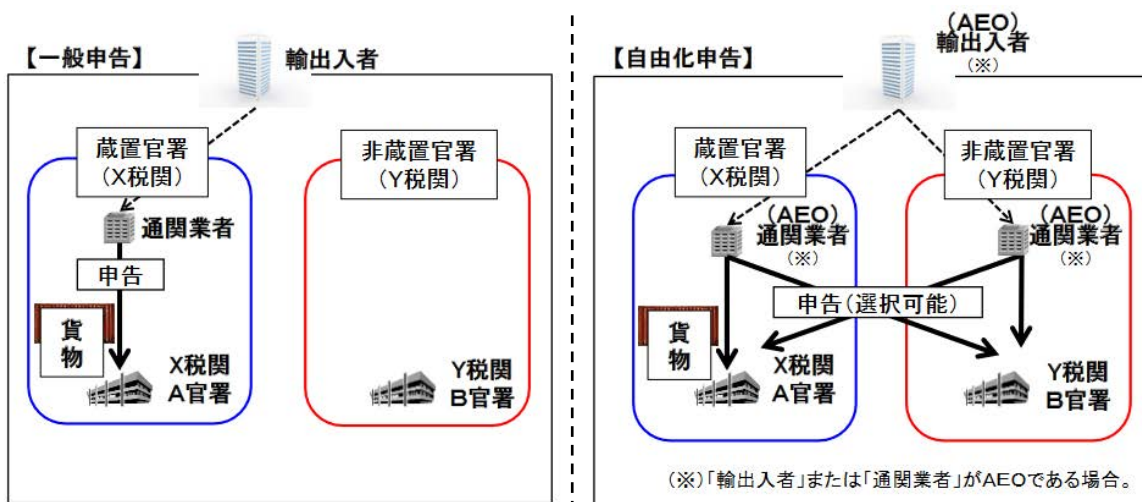 【一般申告】
輸出入者
蔵置官署
(X税関)
非蔵置官署
(Y税関)
通関業者
申告
貨
物
X税関
A官署
Y税関
B官署
【自由化申告】
(AEO)
輸出入者
(※)
蔵置官署
(X税関)
非蔵置官署
(Y税関)
(AEO)
通関業者
(※)
(AEO)
通関業者
(※)
申告(選択可能)
貨
物
X税関
A官署
Y税関
B官署
(※)「輸出入者」または「通関業者」がAEOである場合。